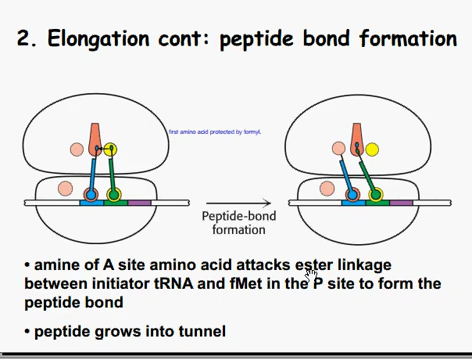 2. Elongation cont: peptide bond formation
first amino acid protected by formyl.
Peptide-bond
formation
• amine of A site amino acid attacks ester linkage
between initiator tRNA and fMet in the P site to form the
peptide bond
• peptide grows into tunnel